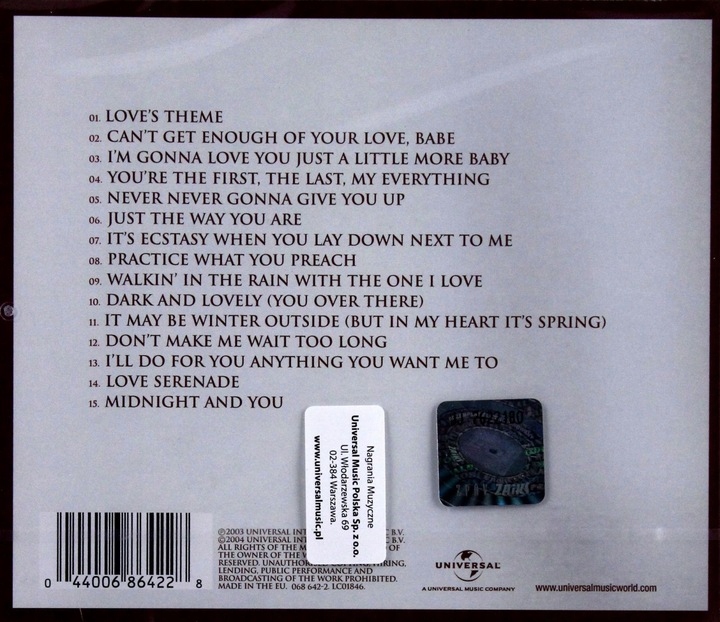 01. LOVE'S THEME
02. CAN'T GET ENOUGH OF YOUR LOVE, BABE
03. I'M GONNA LOVE YOU JUST A LITTLE MORE BABY
04. YOU'RE THE FIRST, THE LAST, MY EVERYTHING
05. NEVER NEVER GONNA GIVE YOU UP
06. JUST THE WAY YOU ARE
07. IT'S ECSTASY WHEN YOU LAY DOWN NEXT TO ME
08. PRACTICE WHAT YOU PREACH
09. WALKIN' IN THE RAIN WITH THE ONE I LOVE
10. DARK AND LOVELY (YOU OVER THERE)
11. IT MAY BE WINTER OUTSIDE (BUT IN MY HEART IT'S SPRING)
12. DON'T MAKE ME WAIT TOO LONG
13. I'LL DO FOR YOU ANYTHING YOU WANT ME TO
14. LOVE SERENADE
15. MIDNIGHT AND YOU
Nagrania Muzyczne
Universal Music Polska Sp. z o.o.
Ul. Włodarzewska 69
02-384 Warszawa.
www.universalmusic.pl
0 44006 86422 8
℗2003 UNIVERSAL INT B.V.
©2004 UNIVERSAL INT B.V.
ALL RIGHTS OF THE M OF
THE OWNER OF THE
RESERVED. HIRING,
LENDING, PUBLIC PERFORMANCE AND
BROADCASTING OF THE WORK PROHIBITED.
MADE IN THE EU. 068 642-2. LC01846.
UNIVERSAL
A UNIVERSAL MUSIC COMPANY
www.universalmusicworld.com